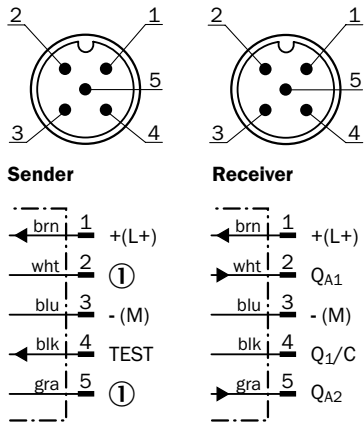 2 1 2 1
5 5
3 4 3 4
Sender Receiver
brn 1 +(L+) brn 1 +(L+)
wht 2 ① wht 2 QA1
blu 3 - (M) blu 3 - (M)
blk 4 TEST blk 4 Q1/C
gra 5 ① gra 5 QA2